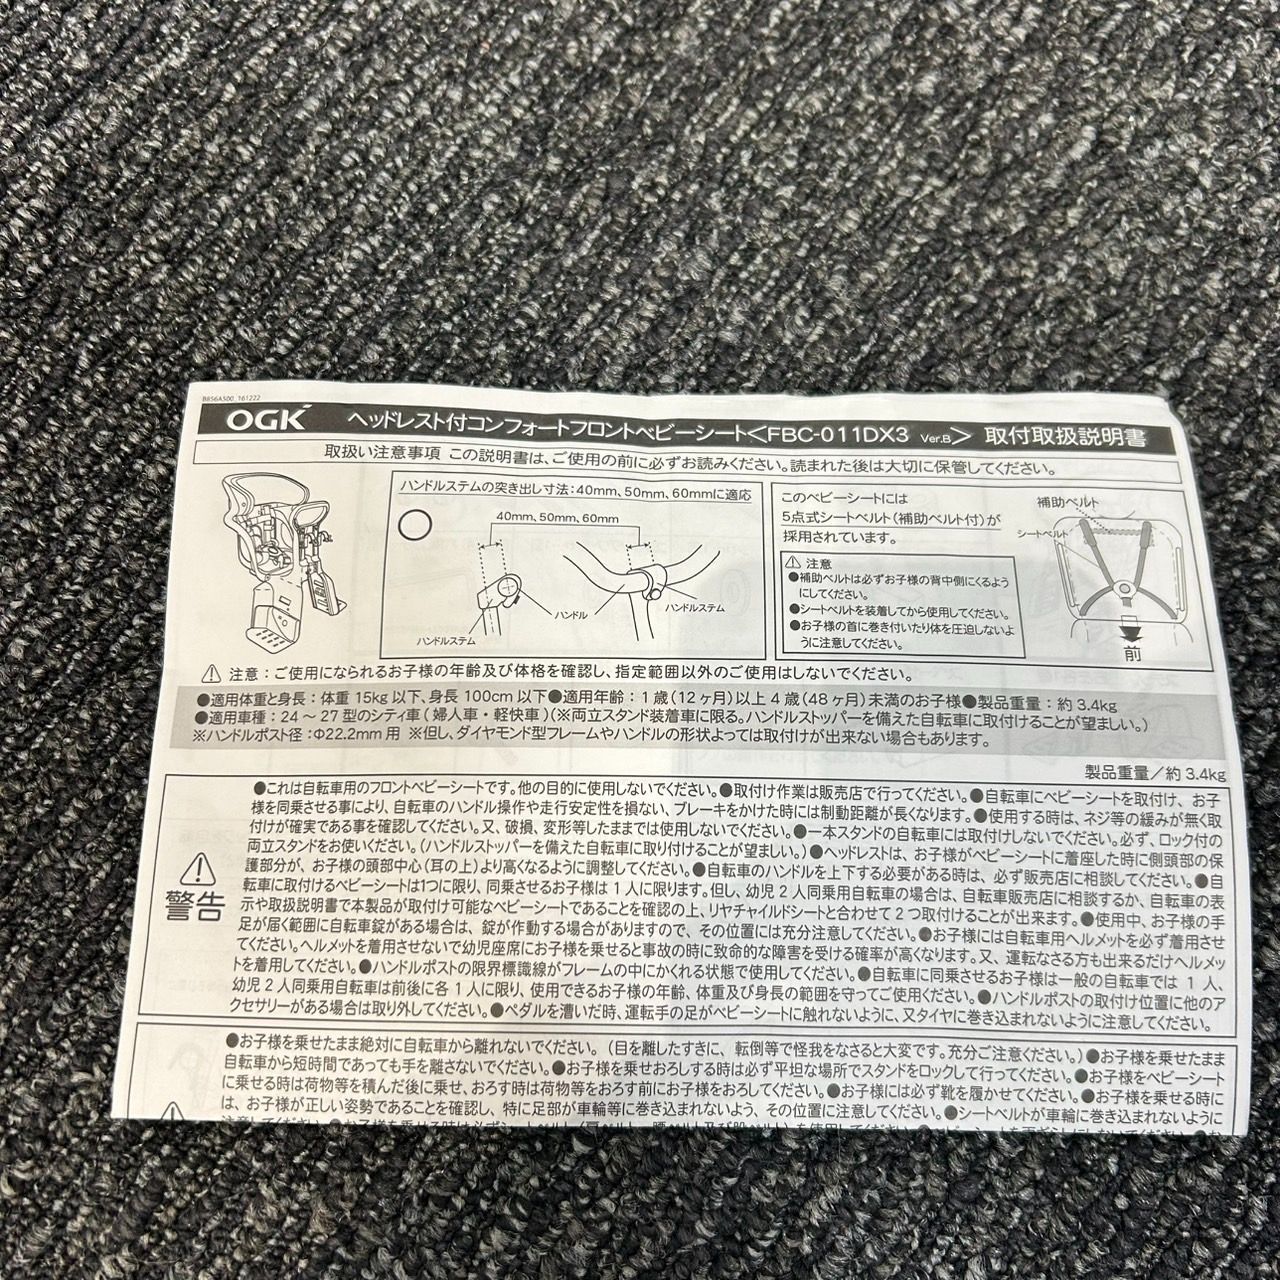 B856A500_161222
OGK ヘッドレスト付コンフォートフロントベビーシート<FBC-011DX3 Ver.B> 取付取扱説明書
取扱い注意事項 この説明書は、ご使用の前に必ずお読みください。読まれた後は大切に保管してください。
ハンドルステムの突き出し寸法:40mm、50mm、60mmに適応
40mm、50mm、60mm
ハンドル
ハンドルステム
ハンドルステム
このベビーシートには
5点式シートベルト(補助ベルト付)が
採用されています。
⚠ 注意
●補助ベルトは必ずお子様の背中側にくるよう
にしてください。
●シートベルトを装着してから使用してください。
●お子様の首に巻き付いたり体を圧迫しないよ
うに注意してください。
補助ベルト
シートベルト
前
⚠ 注意:ご使用になられるお子様の年齢及び体格を確認し、指定範囲以外のご使用はしないでください。
●適用体重と身長:体重 15kg 以下、身長 100cm 以下●適用年齢:1 歳(12 ヶ月)以上 4 歳(48 ヶ月)未満のお子様●製品重量:約 3.4kg
●適用車種:24 ～ 27 型のシティ車(婦人車・軽快車)(※両立スタンド装着車に限る。ハンドルストッパーを備えた自転車に取付けることが望ましい。)
※ハンドルポスト径:Φ22.2mm 用 ※但し、ダイヤモンド型フレームやハンドルの形状よっては取付けが出来ない場合もあります。
製品重量/約 3.4kg
⚠
警告
●これは自転車用のフロントベビーシートです。他の目的に使用しないでください。●取付け作業は販売店で行ってください。●自転車にベビーシートを取付け、お子
様を同乗させる事により、自転車のハンドル操作や走行安定性を損ない、ブレーキをかけた時には制動距離が長くなります。●使用する時は、ネジ等の緩みが無く取
付けが確実である事を確認してください。又、破損、変形等したままでは使用しないでください。●一本スタンドの自転車には取付けしないでください。必ず、ロック付の
両立スタンドをお使いください。(ハンドルストッパーを備えた自転車に取り付けることが望ましい。)●ヘッドレストは、お子様がベビーシートに着座した時に側頭部の保
護部分が、お子様の頭部中心(耳の上)より高くなるように調整してください。●自転車のハンドルを上下する必要がある時は、必ず販売店に相談してください。●自
転車に取付けるベビーシートは1つに限り、同乗させるお子様は 1 人に限ります。但し、幼児 2 人同乗用自転車の場合は、自転車販売店に相談するか、自転車の表
示や取扱説明書で本製品が取付け可能なベビーシートであることを確認の上、リヤチャイルドシートと合わせて 2 つ取付けることが出来ます。●使用中、お子様の手
足が届く範囲に自転車錠がある場合は、錠が作動する場合がありますので、その位置には充分注意してください。●お子様には自転車用ヘルメットを必ず着用させ
てください。ヘルメットを着用させないで幼児座席にお子様を乗せると事故の時に致命的な障害を受ける確率が高くなります。又、運転なさる方も出来るだけヘルメッ
トを着用してください。●ハンドルポストの限界標識線がフレームの中にかくれる状態で使用してください。●自転車に同乗させるお子様は一般の自転車では 1 人、
幼児 2 人同乗用自転車は前後に各 1 人に限り、使用できるお子様の年齢、体重及び身長の範囲を守ってご使用ください。●ハンドルポストの取付け位置に他のア
クセサリーがある場合は取り外してください。●ペダルを漕いだ時、運転手の足がベビーシートに触れないように、又タイヤに巻き込まれないように注意してください。
●お子様を乗せたまま絶対に自転車から離れないでください。(目を離したすきに、転倒等で怪我をなさると大変です。充分ご注意ください。)●お子様を乗せたまま
自転車から短時間であっても手を離さないでください。●お子様を乗せおろしする時は必ず平坦な場所でスタンドをロックして行ってください。●お子様をベビーシート
に乗せる時は荷物等を積んだ後に乗せ、おろす時は荷物等をおろす前にお子様をおろしてください。●お子様には必ず靴を履かせてください。●お子様を乗せる時に
は、お子様が正しい姿勢であることを確認し、特に足部が車輪等に巻き込まれないよう、その位置に注意してください。●シートベルトが車輪に巻き込まれないように